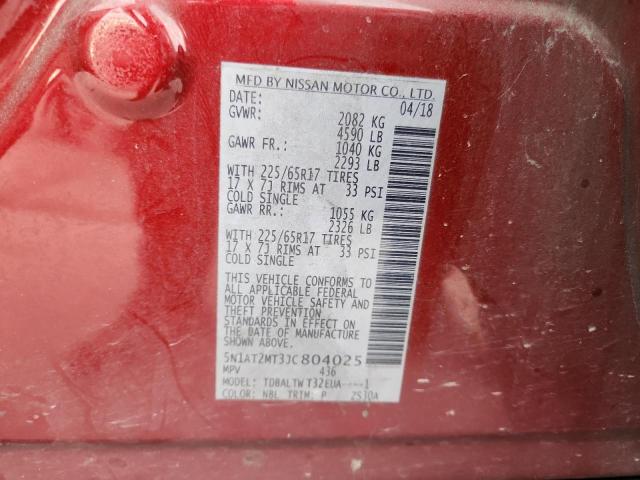 MFD BY NISSAN MOTOR CO., LTD.
DATE: 04/18
GVWR: 2082 KG
4590 LB
GAWR FR.: 1040 KG
2293 LB
WITH 225/65R17 TIRES
17 X 7J RIMS AT 33 PSI
COLD SINGLE
GAWR RR.: 1055 KG
2326 LB
WITH 225/65R17 TIRES
17 X 7J RIMS AT 33 PSI
COLD SINGLE
THIS VEHICLE CONFORMS TO
ALL APPLICABLE FEDERAL
MOTOR VEHICLE SAFETY AND
THEFT PREVENTION
STANDARDS IN EFFECT ON
THE DATE OF MANUFACTURE
SHOWN ABOVE.
5N1AT2MT3JC804025
MPV 436
MODEL: TDBALTW T32EUA----1
COLOR: NBL TRIM: P